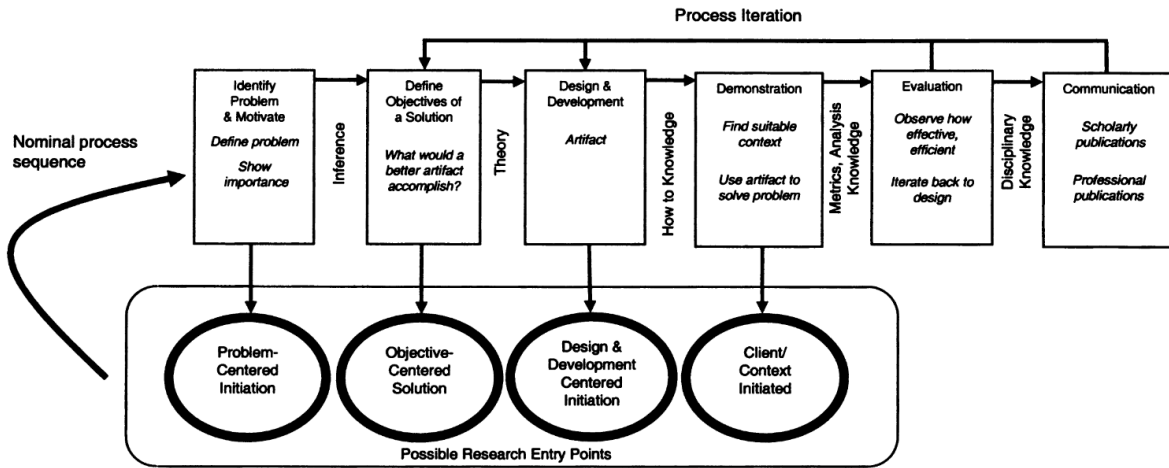 Process Iteration
Nominal process
sequence
Identify
Problem
& Motivate
Define problem
Show
importance
Inference
Define
Objectives of
a Solution
What would a
better artifact
accomplish?
Theory
Design &
Development
Artifact
How to Knowledge
Demonstration
Find suitable
context
Use artifact to
solve problem
Metrics, Analysis
Knowledge
Evaluation
Observe how
effective,
efficient
Iterate back to
design
Disciplinary
Knowledge
Communication
Scholarly
publications
Professional
publications
Problem-
Centered
Initiation
Objective-
Centered
Solution
Design &
Development
Centered
Initiation
Client/
Context
Initiated
Possible Research Entry Points